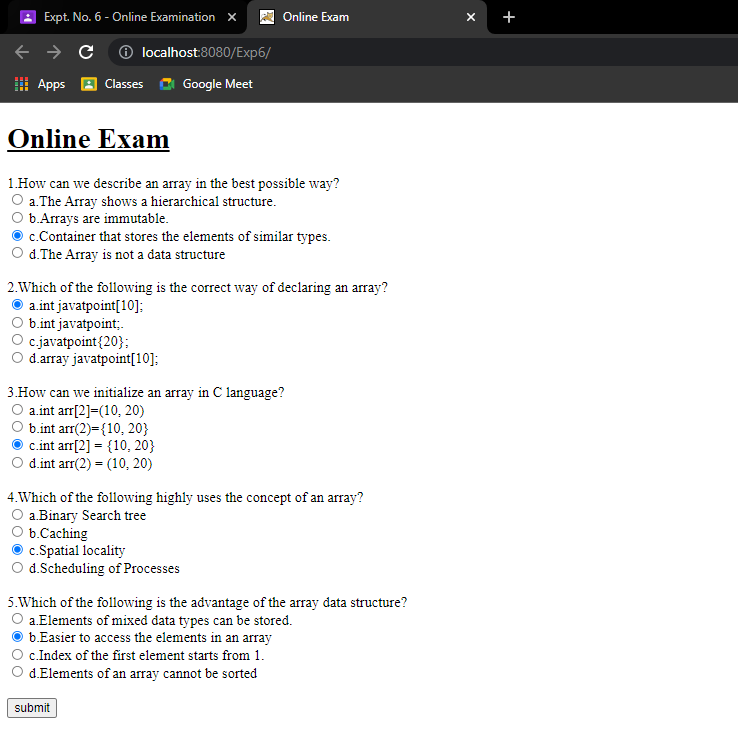 Expt. No. 6 - Online Examination
Online Exam
localhost:8080/Exp6/
Apps Classes Google Meet
Online Exam
1.How can we describe an array in the best possible way?
a.The Array shows a hierarchical structure.
b.Arrays are immutable.
c.Container that stores the elements of similar types.
d.The Array is not a data structure
2.Which of the following is the correct way of declaring an array?
a.int javatpoint[10];
b.int javatpoint;.
c.javatpoint{20};
d.array javatpoint[10];
3.How can we initialize an array in C language?
a.int arr[2]=(10, 20)
b.int arr(2)={10, 20}
c.int arr[2] = {10, 20}
d.int arr(2) = (10, 20)
4.Which of the following highly uses the concept of an array?
a.Binary Search tree
b.Caching
c.Spatial locality
d.Scheduling of Processes
5.Which of the following is the advantage of the array data structure?
a.Elements of mixed data types can be stored.
b.Easier to access the elements in an array
c.Index of the first element starts from 1.
d.Elements of an array cannot be sorted
submit